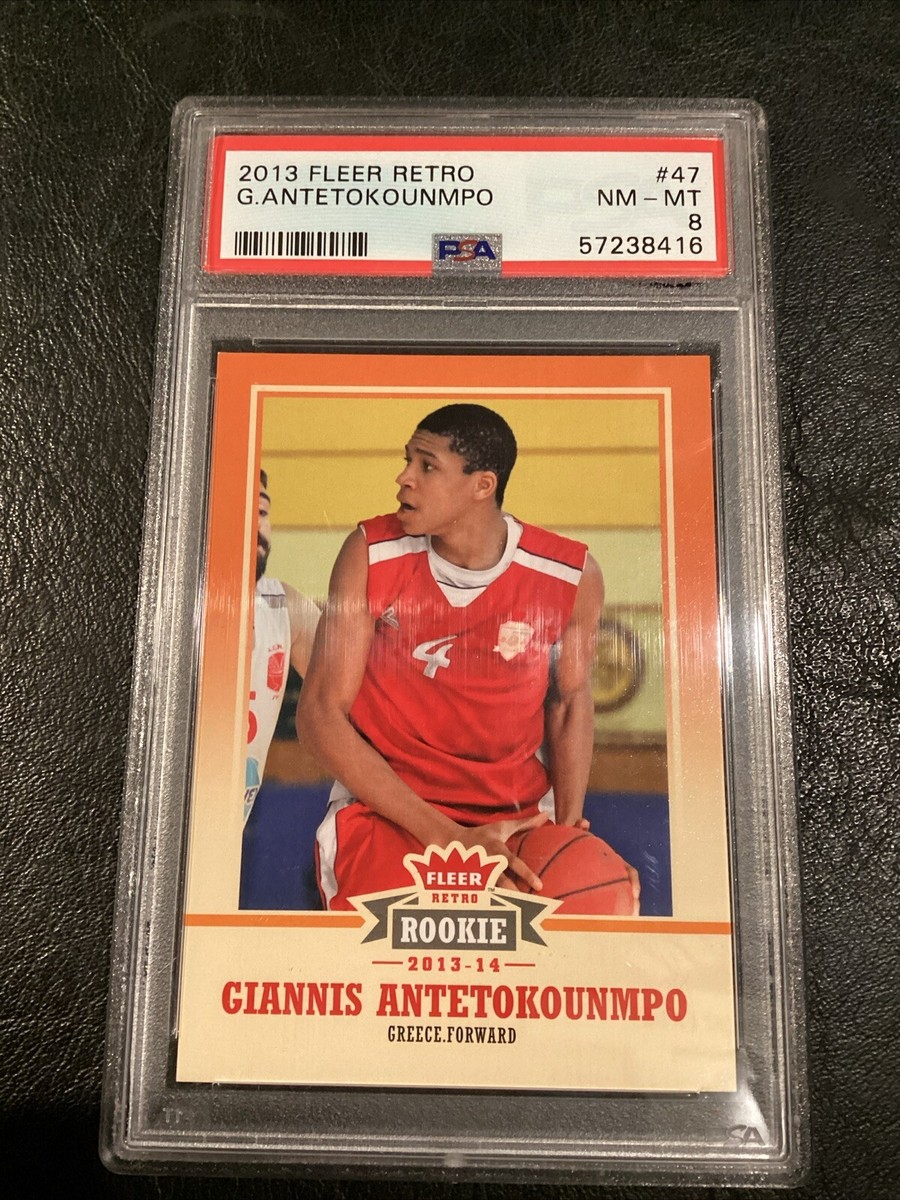 2013 FLEER RETRO #47
G.ANTETOKOUNMPO NM - MT
8
PSA 57238416
4
FLEER
RETRO
ROOKIE
2013-14
GIANNIS ANTETOKOUNMPO
GREECE.FORWARD